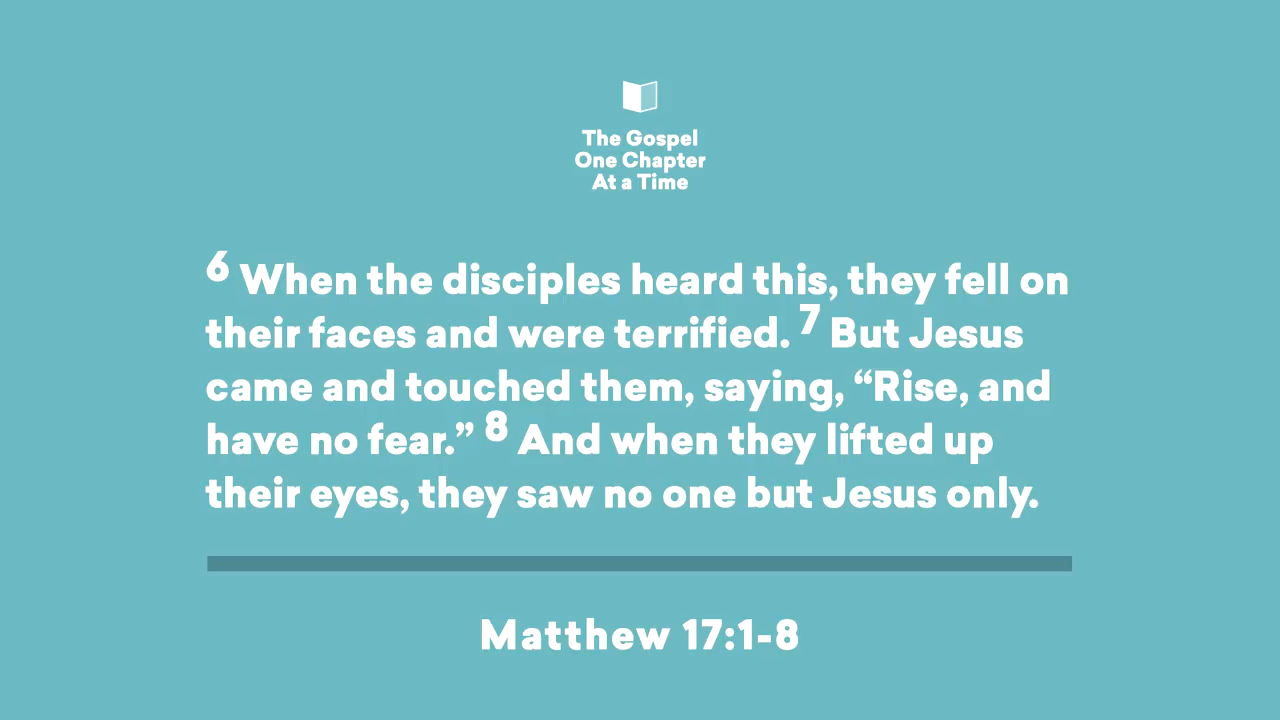 The Gospel
One Chapter
At a Time
6 When the disciples heard this, they fell on
their faces and were terrified. 7 But Jesus
came and touched them, saying, “Rise, and
have no fear.” 8 And when they lifted up
their eyes, they saw no one but Jesus only.
Matthew 17:1-8